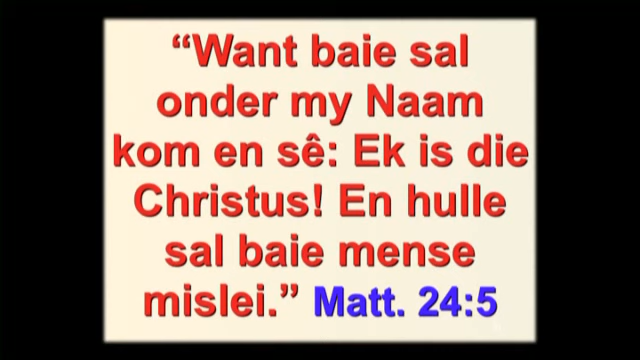 “Want baie sal
onder my Naam
kom en sê: Ek is die
Christus! En hulle
sal baie mense
mislei.” Matt. 24:5